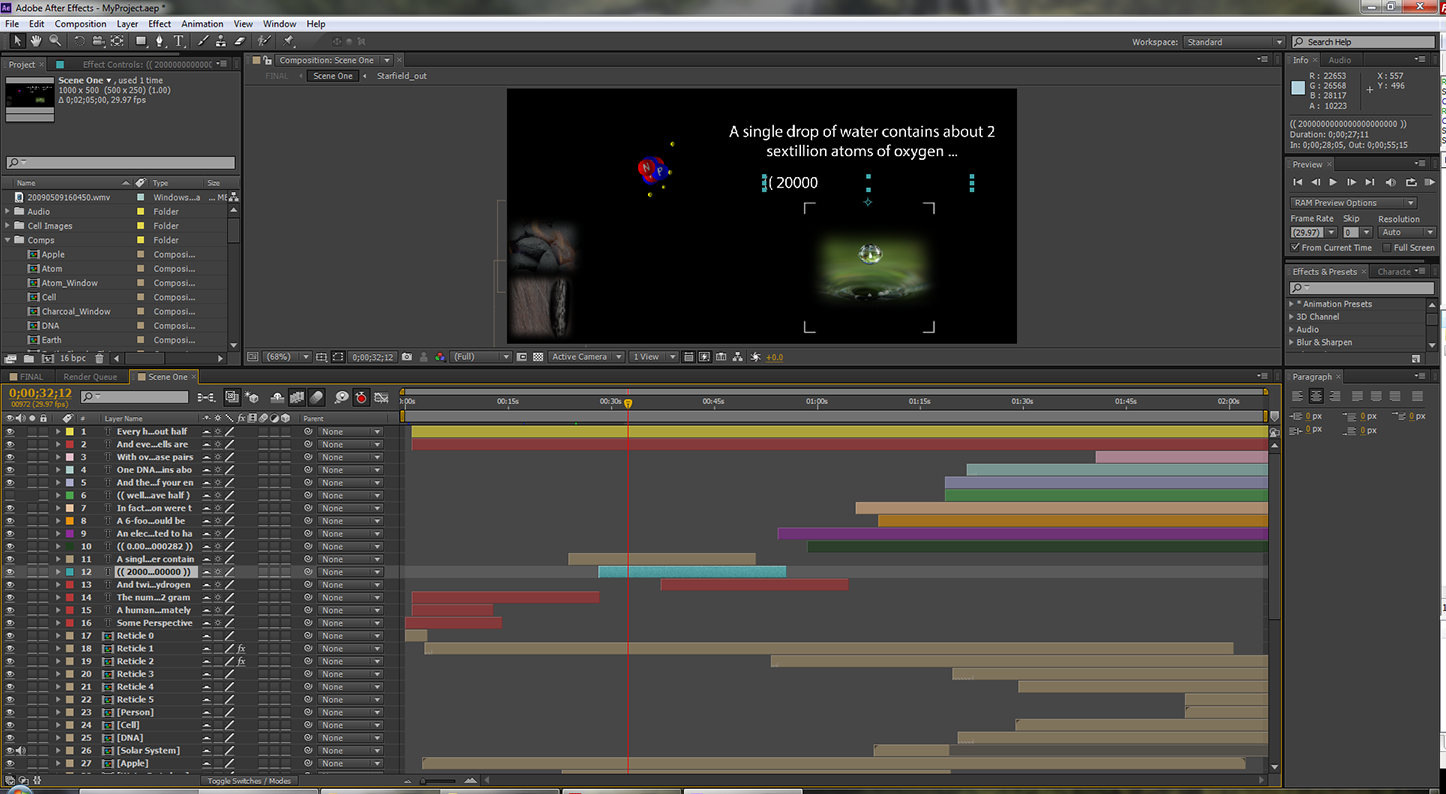 Adobe After Effects - MyProject.aep *
File Edit Composition Layer Effect Animation View Window Help
Workspace: Standard Search Help
Project Effect Controls: (( 200000000000
Composition: Scene One
Info Audio
FINAL Scene One Starfield_out
Scene One , used 1 time
1000 x 500 (500 x 250) (1.00)
Δ 0;02;05;00, 29.97 fps
R : 22653
G : 26568
B : 28117
A : 10223
X : 557
Y : 496
(( 2000000000000000000000 ))
Duration: 0;00;27;11
In: 0;00;28;05, Out: 0;00;55;15
A single drop of water contains about 2
sextillion atoms of oxygen ...
(( 20000
N P
Name Type Size
20090509160450.wmv Windows...a ... ME
Audio Folder
Cell Images Folder
Comps Folder
Apple Composi...
Atom Composi...
Atom_Window Composi...
Cell Composi...
Charcoal_Window Composi...
DNA Composi...
Earth Composi...
16 bpc
Preview
RAM Preview Options
Frame Rate Skip Resolution
(29.97) 0 Auto
From Current Time Full Screen
Effects & Presets Characte
* Animation Presets
3D Channel
Audio
Blur & Sharpen
(68%) 0;00;32;12 (Full) Active Camera 1 View +0.0
FINAL Render Queue Scene One
Paragraph
0 px 0 px 0 px
0 px 0 px
0;00;32;12
00972 (29.97 fps)
0:00s 00:15s 00:30s 00:45s 01:00s 01:15s 01:30s 01:45s 02:00s
# Layer Name fx Parent
1 Every h...out half None
2 And eve...ells are None
3 With ov...ase pairs None
4 One DNA...ins abo None
5 And the...f your en None
6 (( well...ave half ) None
7 In fact...on were t None
8 A 6-foo...ould be None
9 An elec...ted to ha None
10 (( 0.00...000282 )) None
11 A singl...er contain None
12 (( 2000...00000 )) None
13 And twi...ydrogen None
14 The num...2 gram None
15 A human...mately None
16 Some Perspective None
17 Reticle 0 None
18 Reticle 1 fx None
19 Reticle 2 fx None
20 Reticle 3 None
21 Reticle 4 None
22 Reticle 5 None
23 [Person] None
24 [Cell] None
25 [DNA] None
26 [Solar System] None
27 [Apple] None
Toggle Switches / Modes